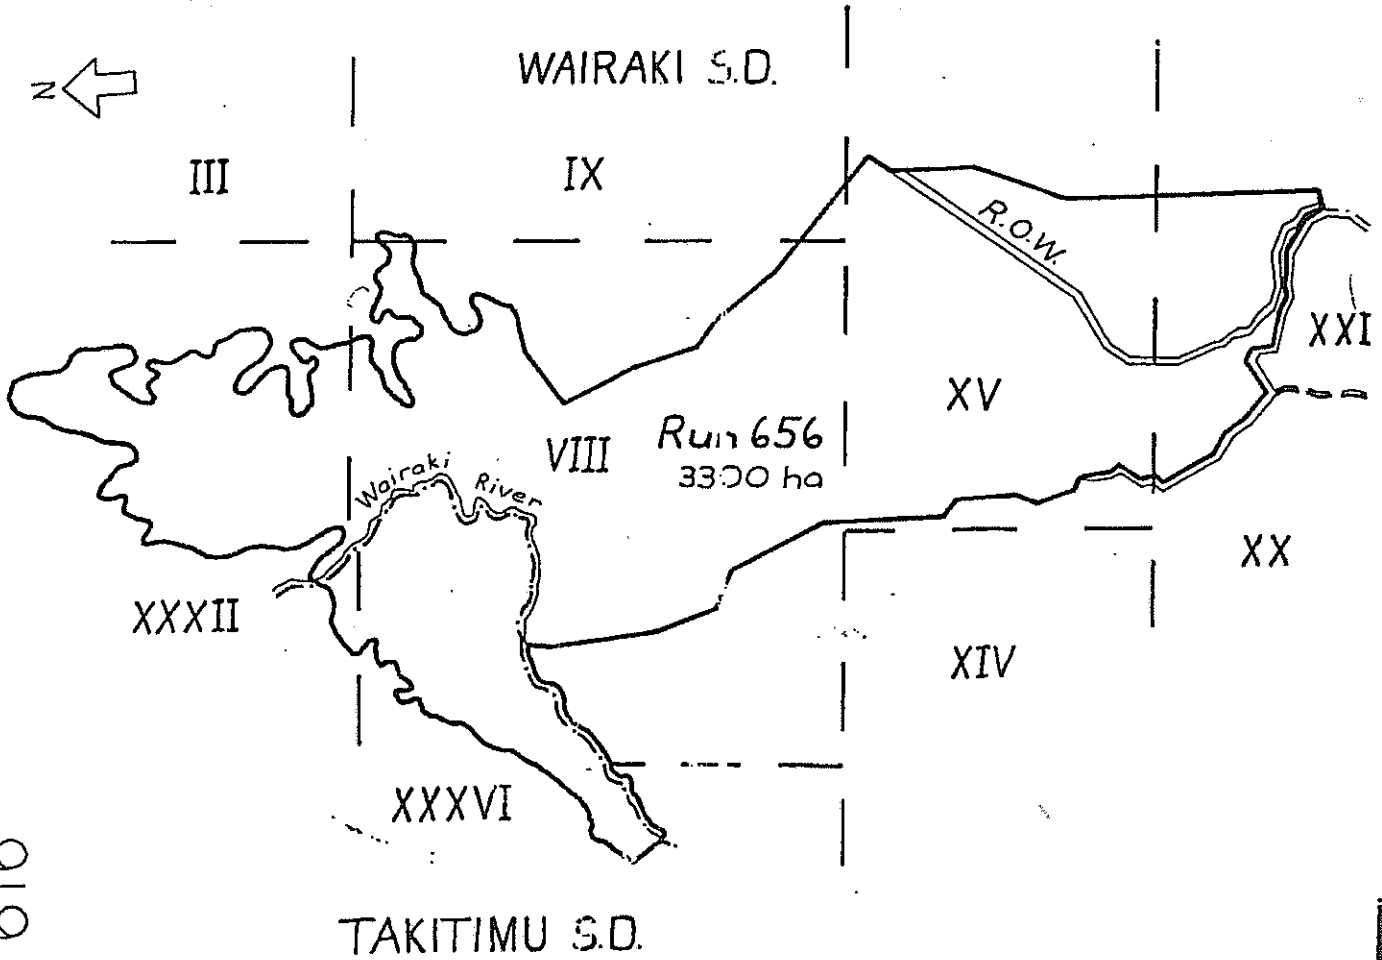 WAIRAKI S.D.
N
III
IX
R.O.W.
XXI
XV
Run 656
3300 ha
VIII
Wairaki River
XX
XXXII
XIV
XXXVI
TAKITIMU S.D.